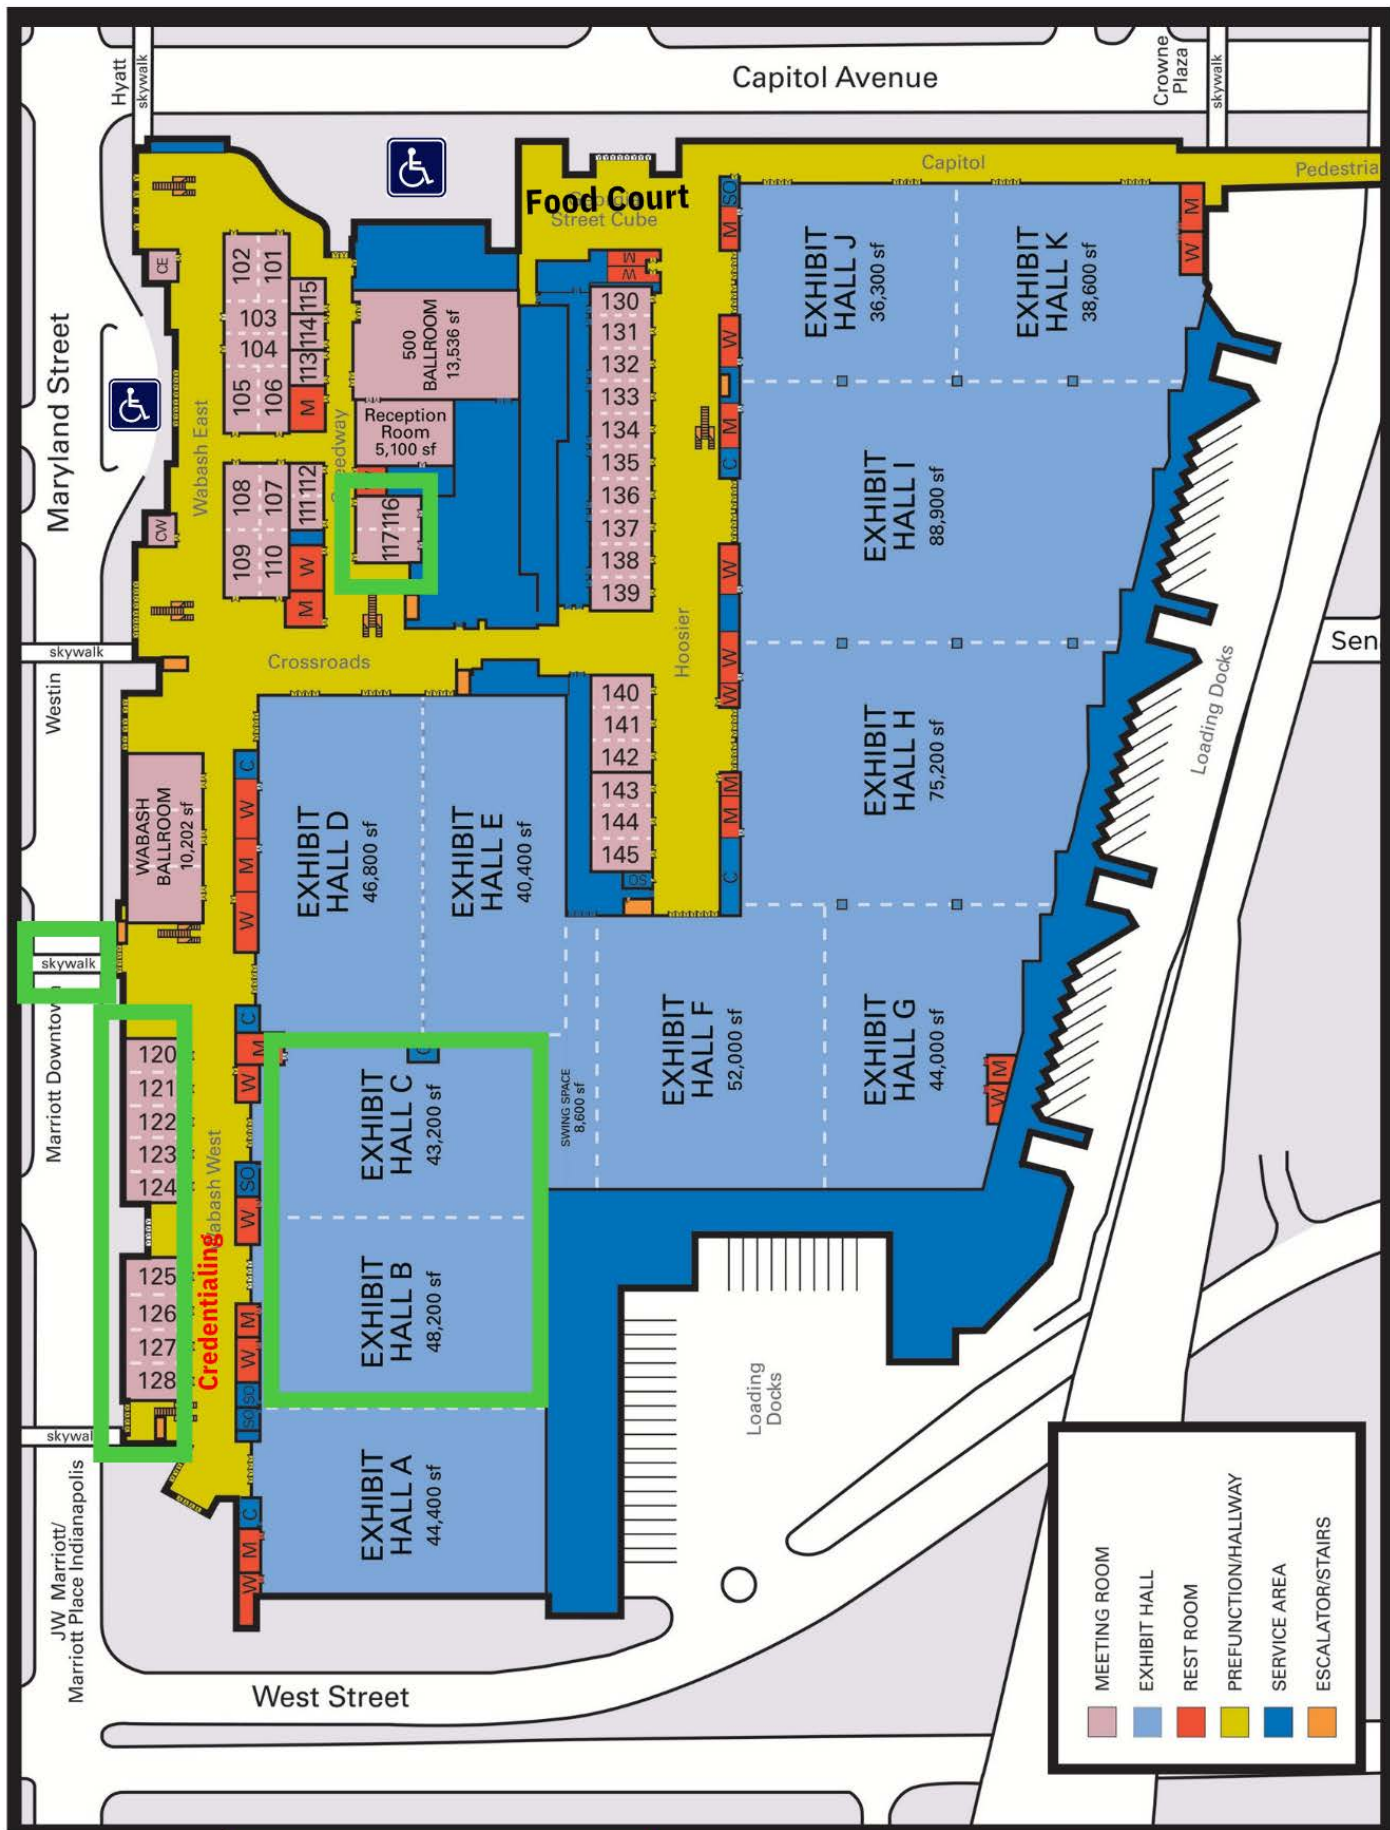 Capitol Avenue
Hyatt
skywalk
Crowne
Plaza
skywalk
Capitol
Pedestria
Food Court
Street Cube
Maryland Street
Wabash East
CE
CW
102
101
103
104
105
106
115
114
113
M
108
107
109
110
112
111
W
M
500
BALLROOM
13,536 sf
Reception
Room
5,100 sf
116
117
M
W
130
131
132
133
134
135
136
137
138
139
140
141
142
143
144
145
SO
M
W
M
C
W
W
W
M
M
C
SO
Hoosier
Crossroads
EXHIBIT
HALL J
36,300 sf
EXHIBIT
HALL K
38,600 sf
M
W
EXHIBIT
HALL I
88,900 sf
EXHIBIT
HALL H
75,200 sf
Loading Docks
Sen
skywalk
Westin
WABASH
BALLROOM
10,202 sf
C
W
M
W
C
M
W
EXHIBIT
HALL D
46,800 sf
EXHIBIT
HALL E
40,400 sf
EXHIBIT
HALL F
52,000 sf
EXHIBIT
HALL G
44,000 sf
M
W
SWING SPACE
8,600 sf
skywalk
Marriott Downtown
120
121
122
123
124
125
126
127
128
Wabash West
Credentialing
SO
W
M
W
SO
SO
EXHIBIT
HALL C
43,200 sf
EXHIBIT
HALL B
48,200 sf
EXHIBIT
HALL A
44,400 sf
C
M
W
Loading
Docks
JW Marriott/
Marriott Place Indianapolis
West Street
MEETING ROOM
EXHIBIT HALL
REST ROOM
PREFUNCTION/HALLWAY
SERVICE AREA
ESCALATOR/STAIRS